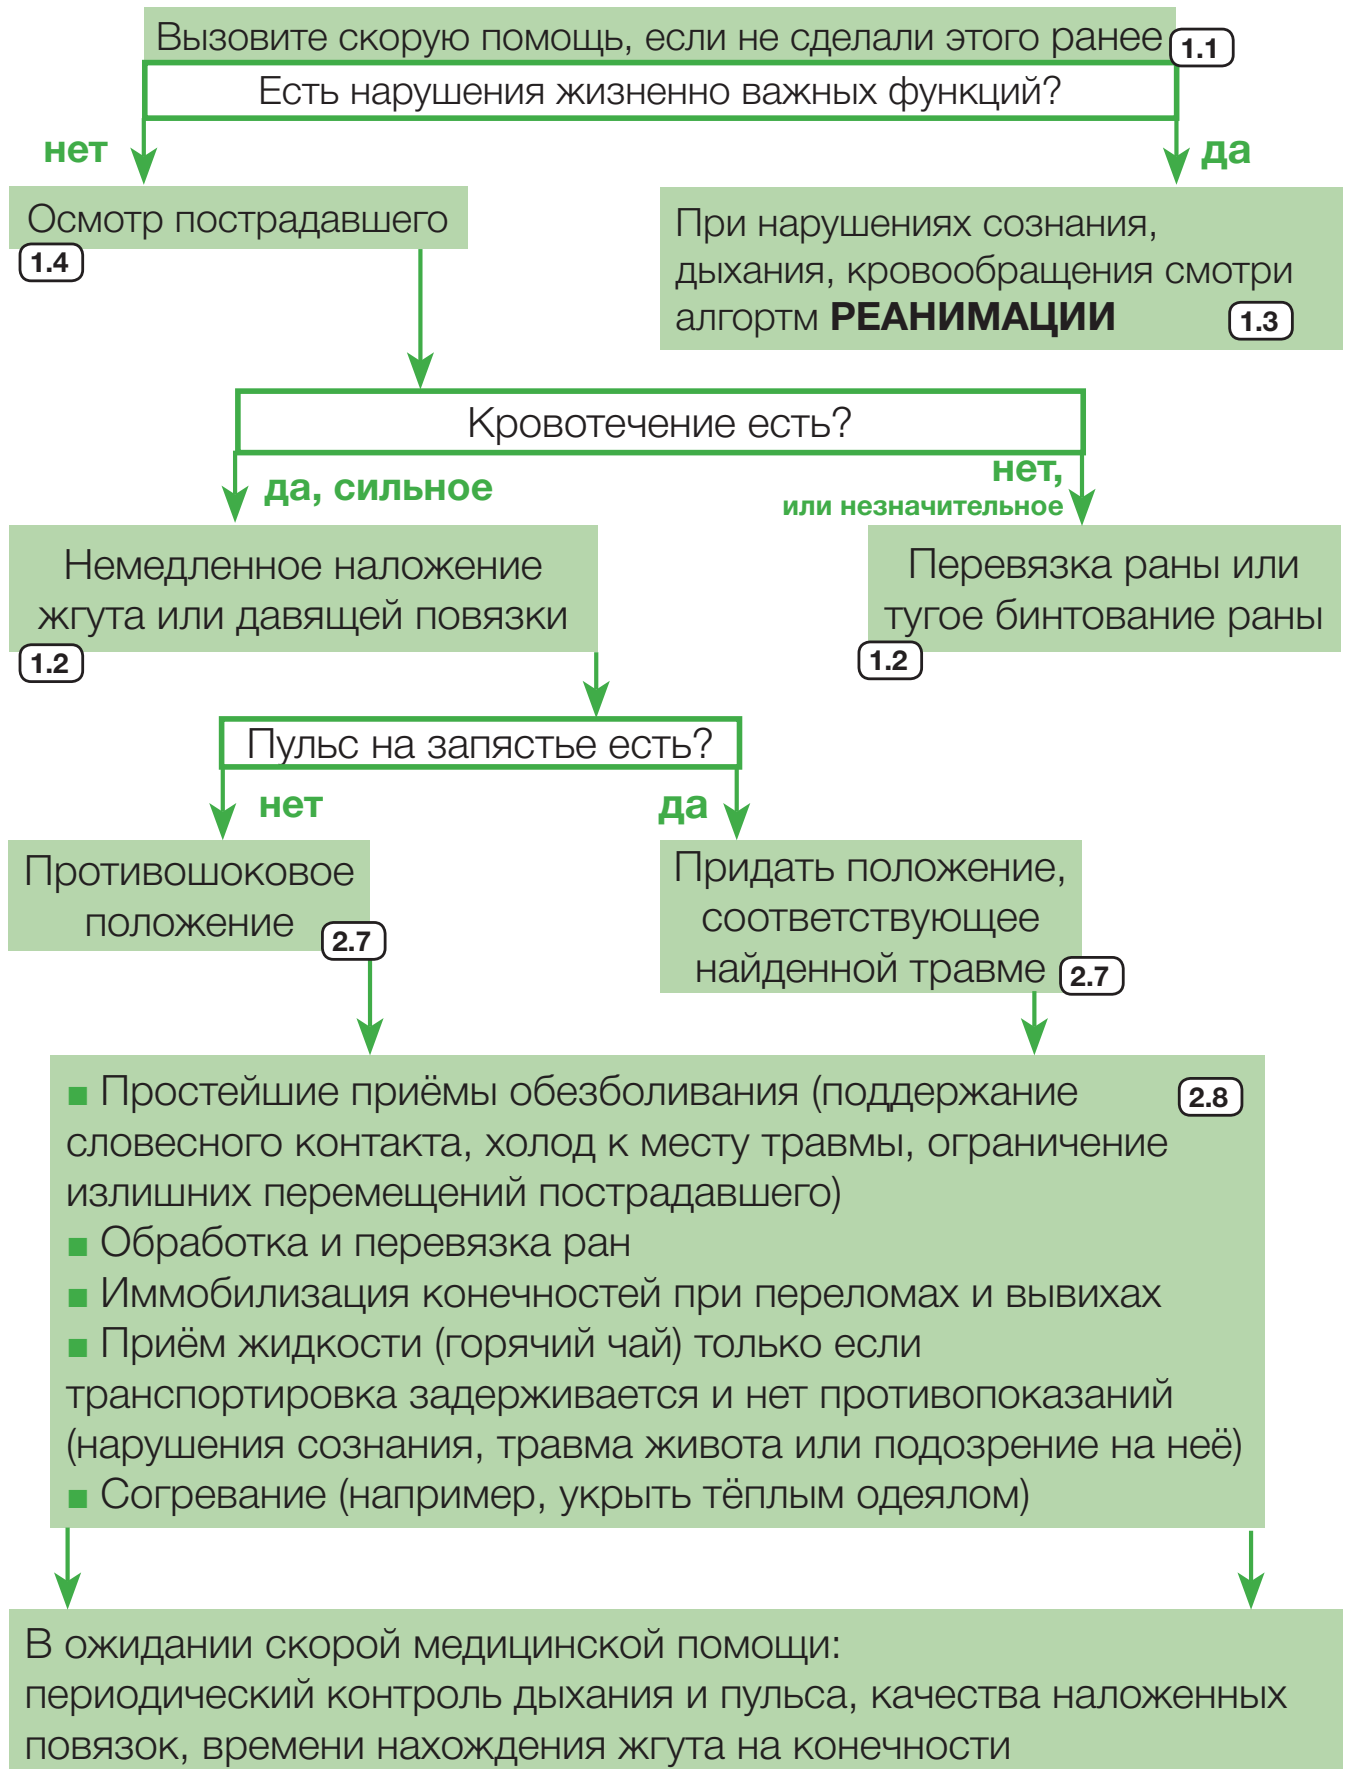 Вызовите скорую помощь, если не сделали этого ранее 1.1
Есть нарушения жизненно важных функций?
нет
да
Осмотр пострадавшего
1.4
При нарушениях сознания,
дыхания, кровообращения смотри
алгортм РЕАНИМАЦИИ 1.3
Кровотечение есть?
да, сильное
нет,
или незначительное
Немедленное наложение
жгута или давящей повязки
1.2
Перевязка раны или
тугое бинтование раны
1.2
Пульс на запястье есть?
нет
да
Противошоковое
положение 2.7
Придать положение,
соответствующее
найденной травме 2.7
■ Простейшие приёмы обезболивания (поддержание 2.8
словесного контакта, холод к месту травмы, ограничение
излишних перемещений пострадавшего)
■ Обработка и перевязка ран
■ Иммобилизация конечностей при переломах и вывихах
■ Приём жидкости (горячий чай) только если
транспортировка задерживается и нет противопоказаний
(нарушения сознания, травма живота или подозрение на неё)
■ Согревание (например, укрыть тёплым одеялом)
В ожидании скорой медицинской помощи:
периодический контроль дыхания и пульса, качества наложенных
повязок, времени нахождения жгута на конечности